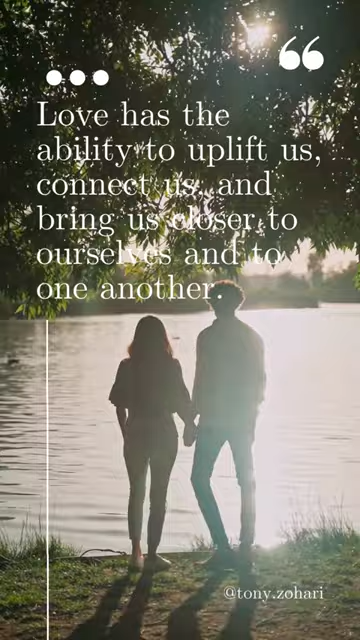 Love has the
ability to uplift us,
connect us, and
bring us closer to
ourselves and to
one another.
@tony.zohari